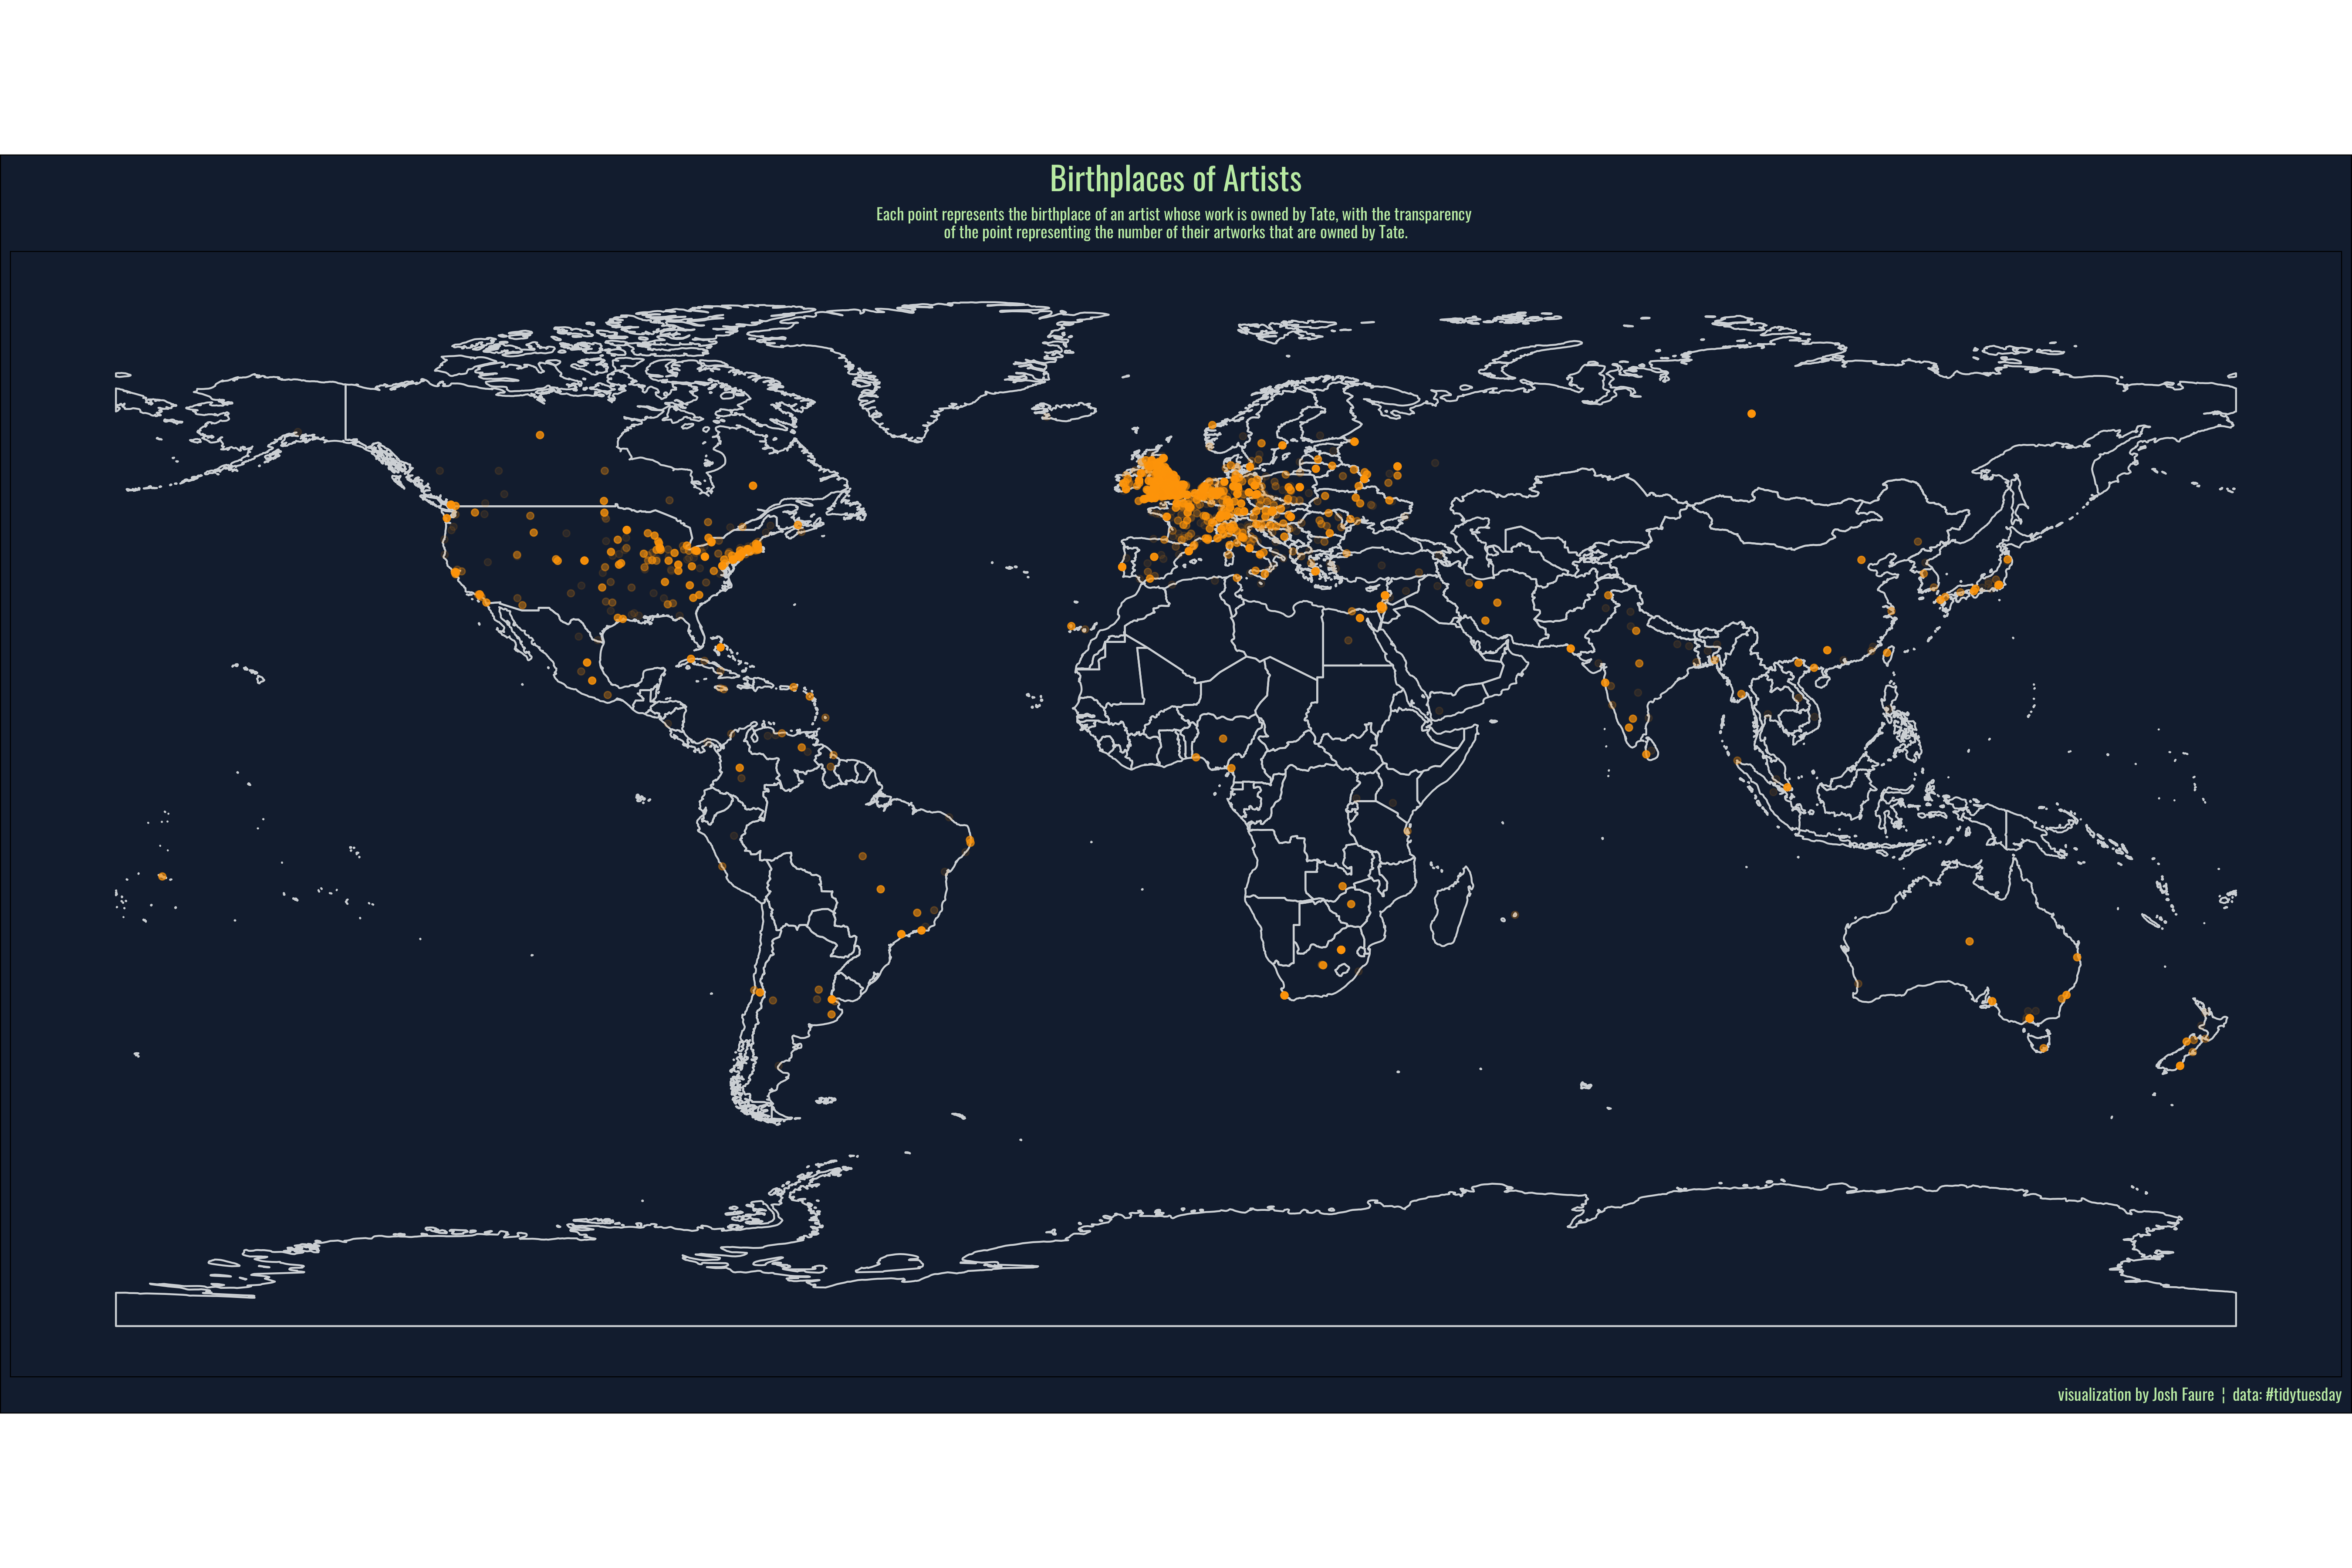 Birthplaces of Artists
Each point represents the birthplace of an artist whose work is owned by Tate, with the transparency
of the point representing the number of their artworks that are owned by Tate.
visualization by Josh Faure ¦ data: #tidytuesday